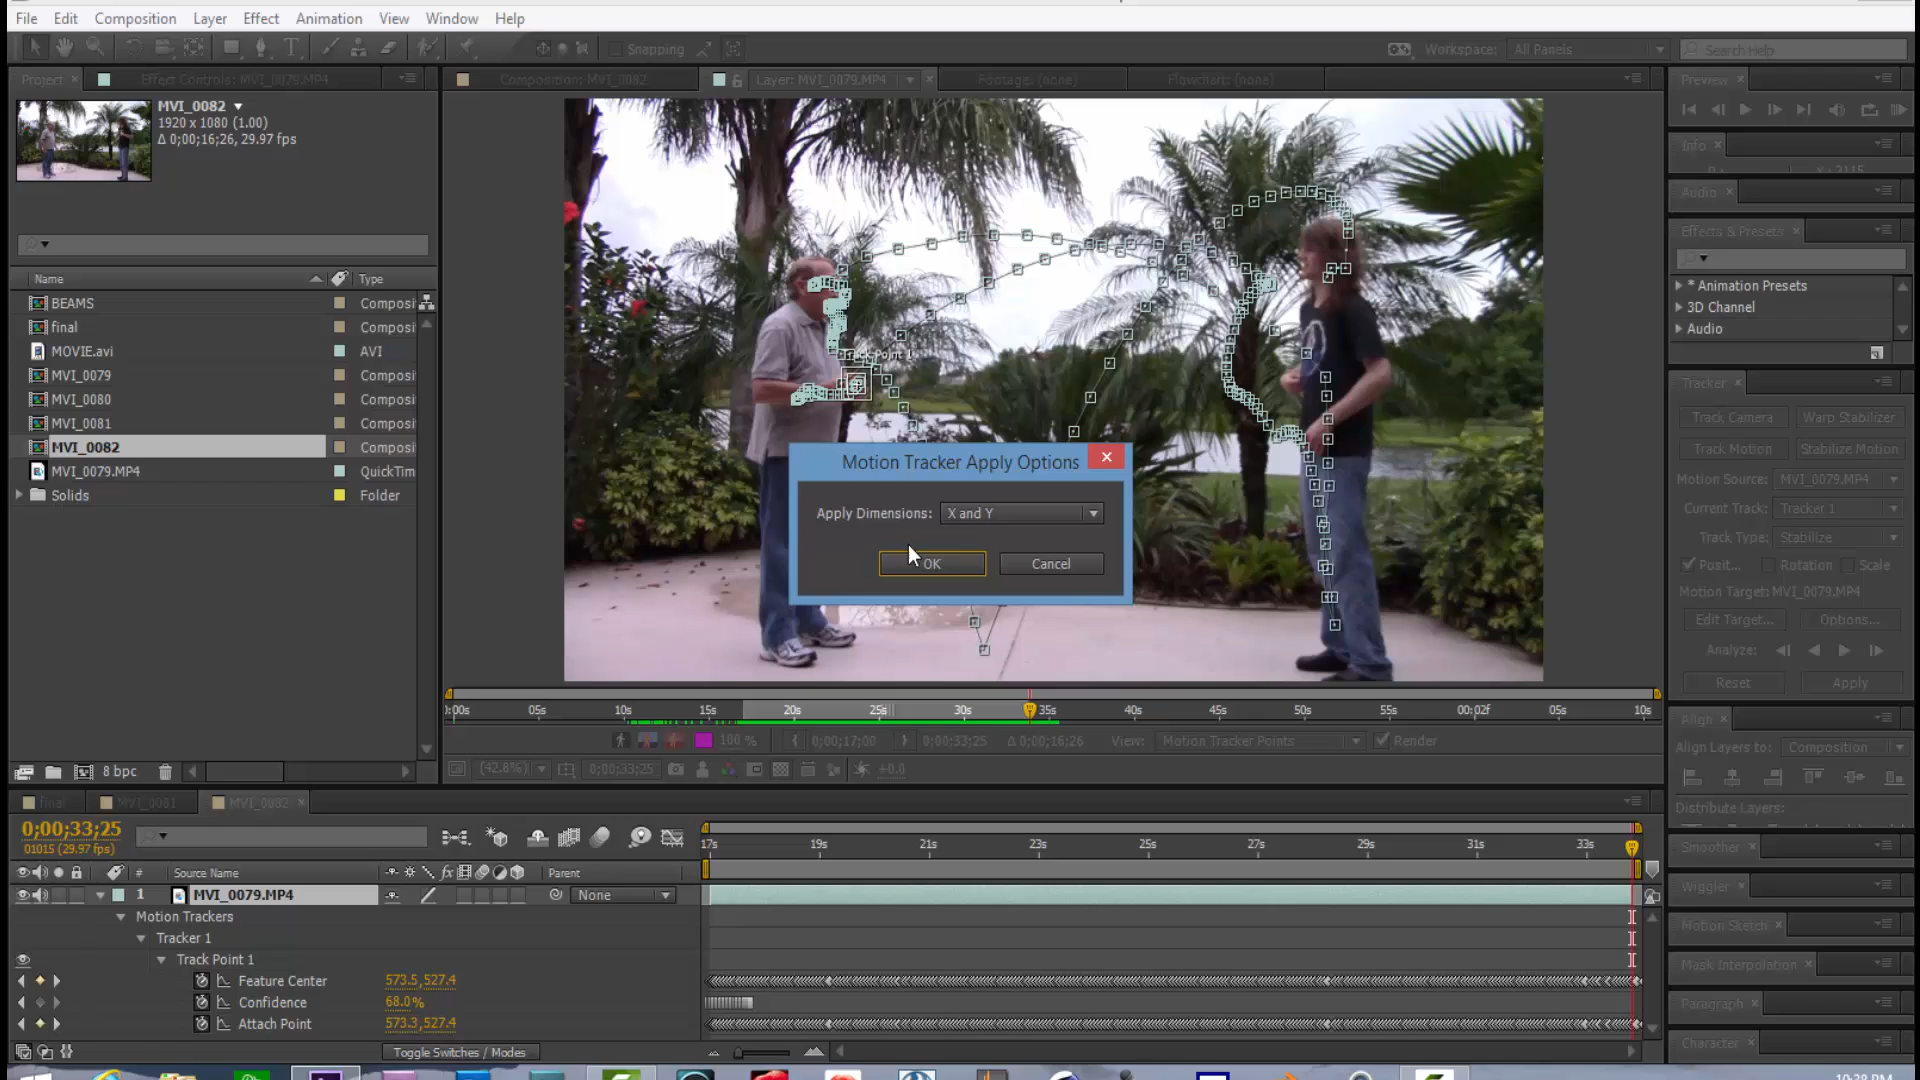 File Edit Composition Layer Effect Animation View Window Help
Snapping
Workspace: All Panels
Search Help
Project
Effect Controls: MVI_0079.MP4
Composition: MVI_0082
Layer: MVI_0079.MP4
Footage: (none)
Flowchart: (none)
Preview
MVI_0082
1920 x 1080 (1.00)
Δ 0;00;16;26, 29.97 fps
Name Type
BEAMS Composi
final Composi
MOVIE.avi AVI
MVI_0079 Composi
MVI_0080 Composi
MVI_0081 Composi
MVI_0082 Composi
MVI_0079.MP4 QuickTim
Solids Folder
8 bpc
Track Point 1
Motion Tracker Apply Options
Apply Dimensions: X and Y
OK Cancel
0:00s 05s 10s 15s 20s 25s 30s 35s 40s 45s 50s 55s 00:02f 05s 10s
100 % 0;00;17;00 0;00;33;25 Δ 0;00;16;26 View: Motion Tracker Points Render
(42.8%) 0;00;33;25 +0.0
Info
Audio
Effects & Presets
* Animation Presets
3D Channel
Audio
Tracker
Track Camera Warp Stabilizer
Track Motion Stabilize Motion
Motion Source: MVI_0079.MP4
Current Track: Tracker 1
Track Type: Stabilize
Posit... Rotation Scale
Motion Target: MVI_0079.MP4
Edit Target... Options...
Analyze:
Reset Apply
Align
Align Layers to: Composition
Distribute Layers:
Smoother
Wiggler
Motion Sketch
Mask Interpolation
Paragraph
Character
final MVI_0081 MVI_0082
0;00;33;25
01015 (29.97 fps)
17s 19s 21s 23s 25s 27s 29s 31s 33s
# Source Name Parent
1 MVI_0079.MP4 None
Motion Trackers
Tracker 1
Track Point 1
Feature Center 573.5,527.4
Confidence 68.0%
Attach Point 573.3,527.4
Toggle Switches / Modes
10:38 PM